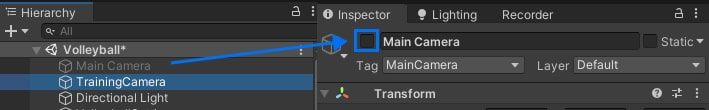 Hierarchy
All
Volleyball*
Main Camera
TrainingCamera
Directional Light
Inspector
Lighting
Recorder
Main Camera
Static
Tag MainCamera
Layer Default
Transform